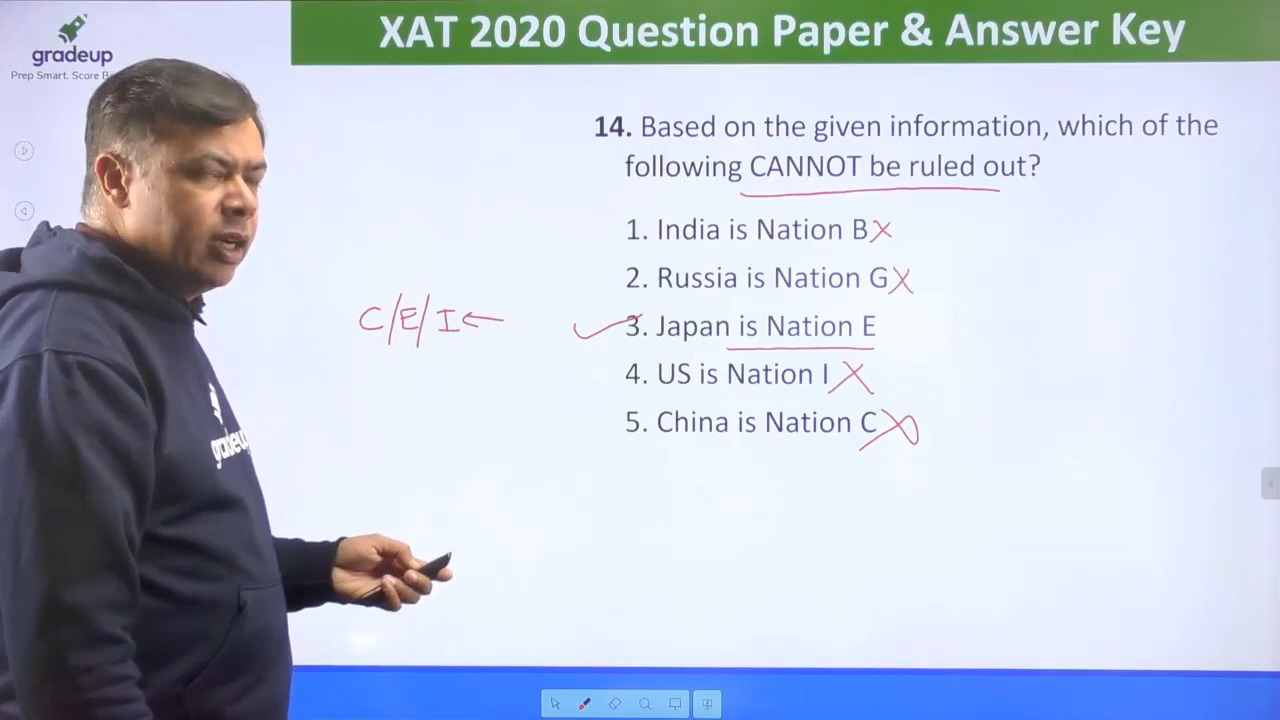 XAT 2020 Question Paper & Answer Key
gradeup
Prep Smart. Score B
14. Based on the given information, which of the
following CANNOT be ruled out?
1. India is Nation B X
2. Russia is Nation G X
C/E/I ←
3. Japan is Nation E
4. US is Nation I X
5. China is Nation C X
gradeup